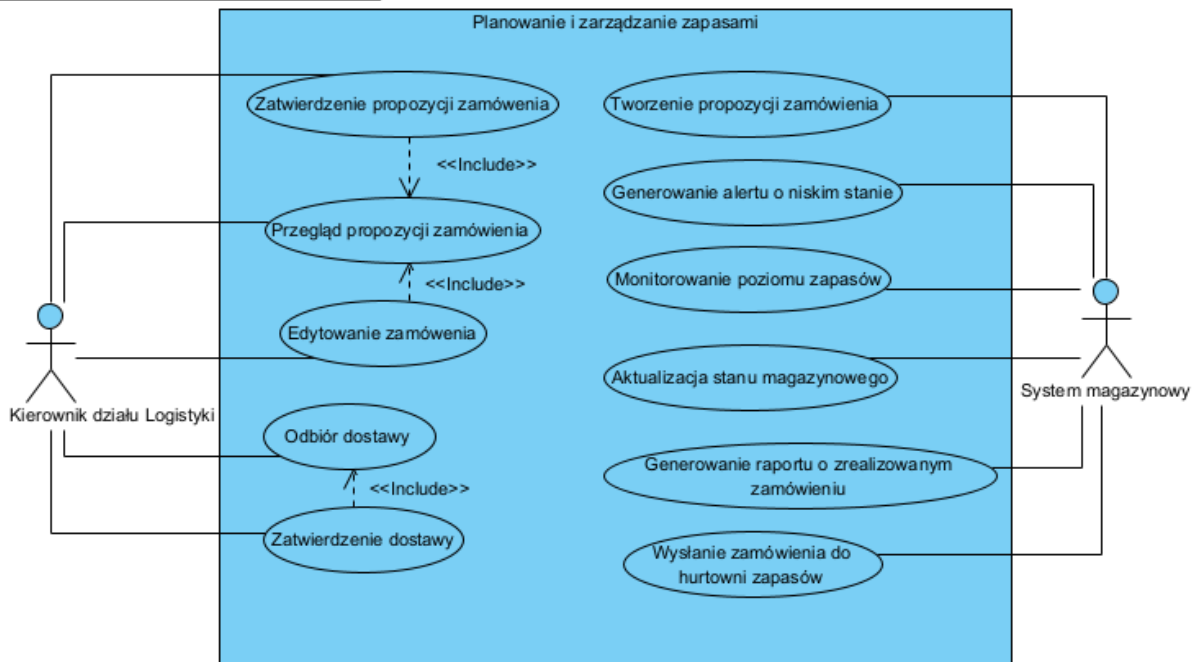 Planowanie i zarządzanie zapasami
Zatwierdzenie propozycji zamówenia
<<Include>>
Przegląd propozycji zamówienia
<<Include>>
Edytowanie zamówenia
Kierownik działu Logistyki
Odbiór dostawy
<<Include>>
Zatwierdzenie dostawy
Tworzenie propozycji zamówienia
Generowanie alertu o niskim stanie
Monitorowanie poziomu zapasów
Aktualizacja stanu magazynowego
System magazynowy
Generowanie raportu o zrealizowanym
zamówieniu
Wysłanie zamówienia do
hurtowni zapasów